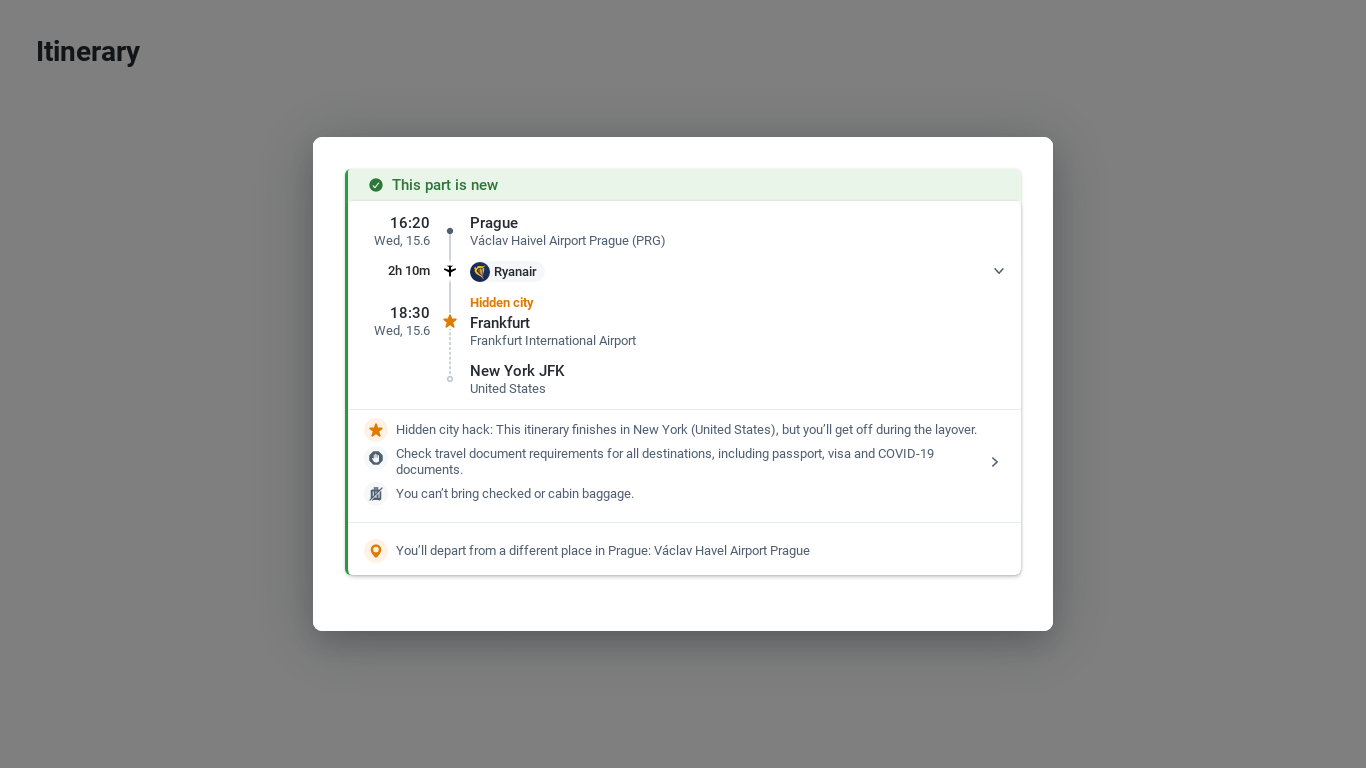 Itinerary
This part is new
16:20
Prague
Wed, 15.6
Václav Haivel Airport Prague (PRG)
2h 10m
Ryanair
Hidden city
18:30
Frankfurt
Wed, 15.6
Frankfurt International Airport
New York JFK
United States
Hidden city hack: This itinerary finishes in New York (United States), but you’ll get off during the layover.
Check travel document requirements for all destinations, including passport, visa and COVID-19
documents.
You can’t bring checked or cabin baggage.
You’ll depart from a different place in Prague: Václav Havel Airport Prague